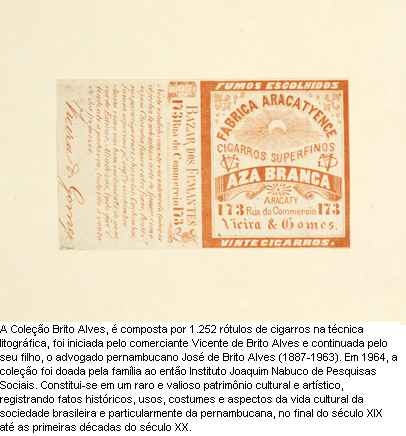 FUMOS ESCOLHIDOS
FABRICA ARACATYENCE
CIGARROS SUPERFINOS
AZA BRANCA
ARACATY
173 Rua do Commercio 173
Vieira & Gomes.
VINTE CIGARROS.
BAZAR DOS FUMANTES
173 Rua do Commercio 173
Vieira & Gomes
A Coleção Brito Alves, é composta por 1.252 rótulos de cigarros na técnica
litográfica, foi iniciada pelo comerciante Vicente de Brito Alves e continuada pelo
seu filho, o advogado pernambucano José de Brito Alves (1887-1963). Em 1964, a
coleção foi doada pela família ao então Instituto Joaquim Nabuco de Pesquisas
Sociais. Constitui-se em um raro e valioso patrimônio cultural e artístico,
registrando fatos históricos, usos, costumes e aspectos da vida cultural da
sociedade brasileira e particularmente da pernambucana, no final do século XIX
até as primeiras décadas do século XX.